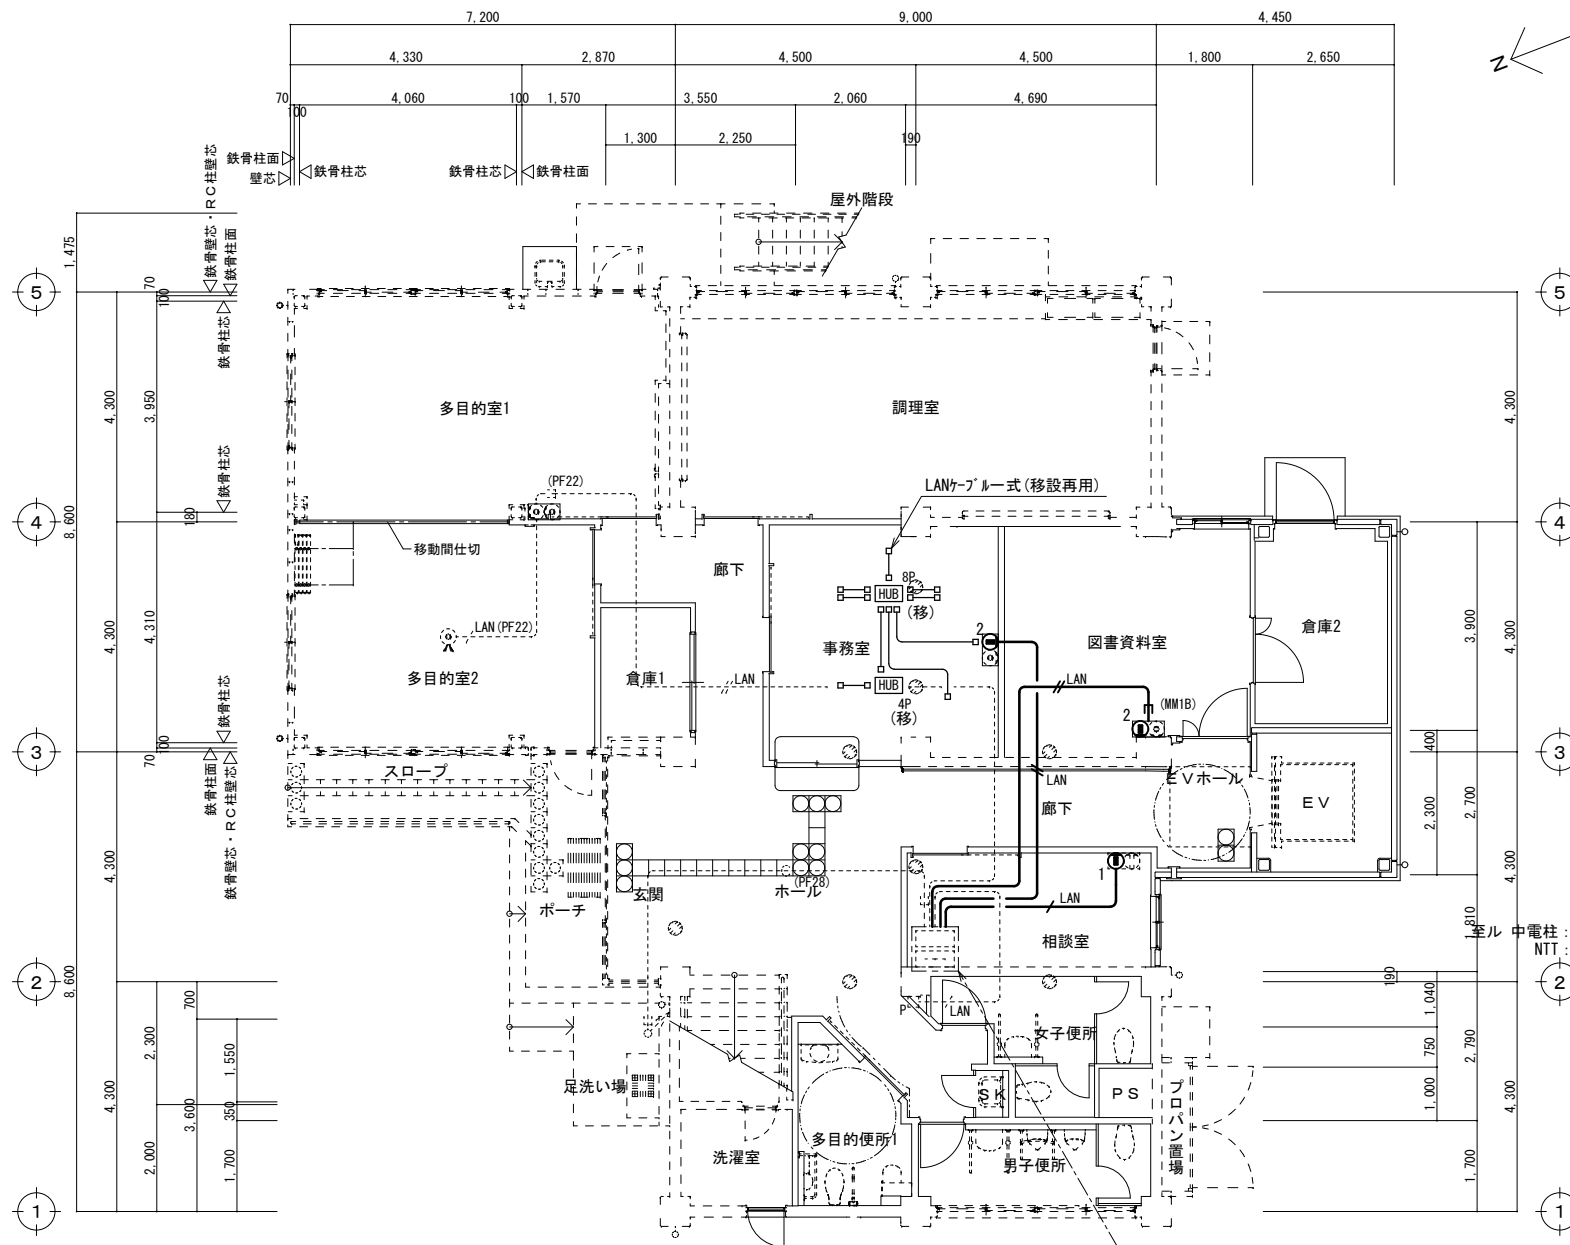 7,200
9,000
4,450
4,330
2,870
4,500
4,500
1,800
2,650
N
70
100
4,060
100
1,570
3,550
2,060
4,690
1,300
2,250
190
鉄骨柱面
壁芯
鉄骨柱芯
鉄骨柱芯
鉄骨柱面
鉄骨壁芯・RC柱壁芯
鉄骨柱面
屋外階段
1,475
70
100
鉄骨柱芯
5
5
4,300
3,950
多目的室1
調理室
4,300
鉄骨柱芯
(PF22)
LANケーブル一式(移設再用)
180
4
8,600
移動間仕切
4
廊下
8P
HUB
(移)
2
LAN(PF22)
事務室
図書資料室
倉庫2
3,900
4,300
4,310
4,300
多目的室2
倉庫1
LAN
HUB
4P
(移)
LAN
(MM1B)
2
鉄骨柱芯
100
70
3
3
400
鉄骨柱面
鉄骨壁芯・RC柱壁芯
スロープ
LAN
EVホール
EV
廊下
2,300
2,700
4,300
4,300
(PF28)
玄関
ホール
ポーチ
1
LAN
相談室
1,810
至ル 中電柱:
NTT:
190
2
2
8,600
700
2,300
3,600
1,550
350
1,700
2,000
4,300
P
LAN
女子便所
1,040
750
2,790
1,000
4,300
足洗い場
SK
PS
プロパン置場
洗濯室
多目的便所1
男子便所
1,700
1
1